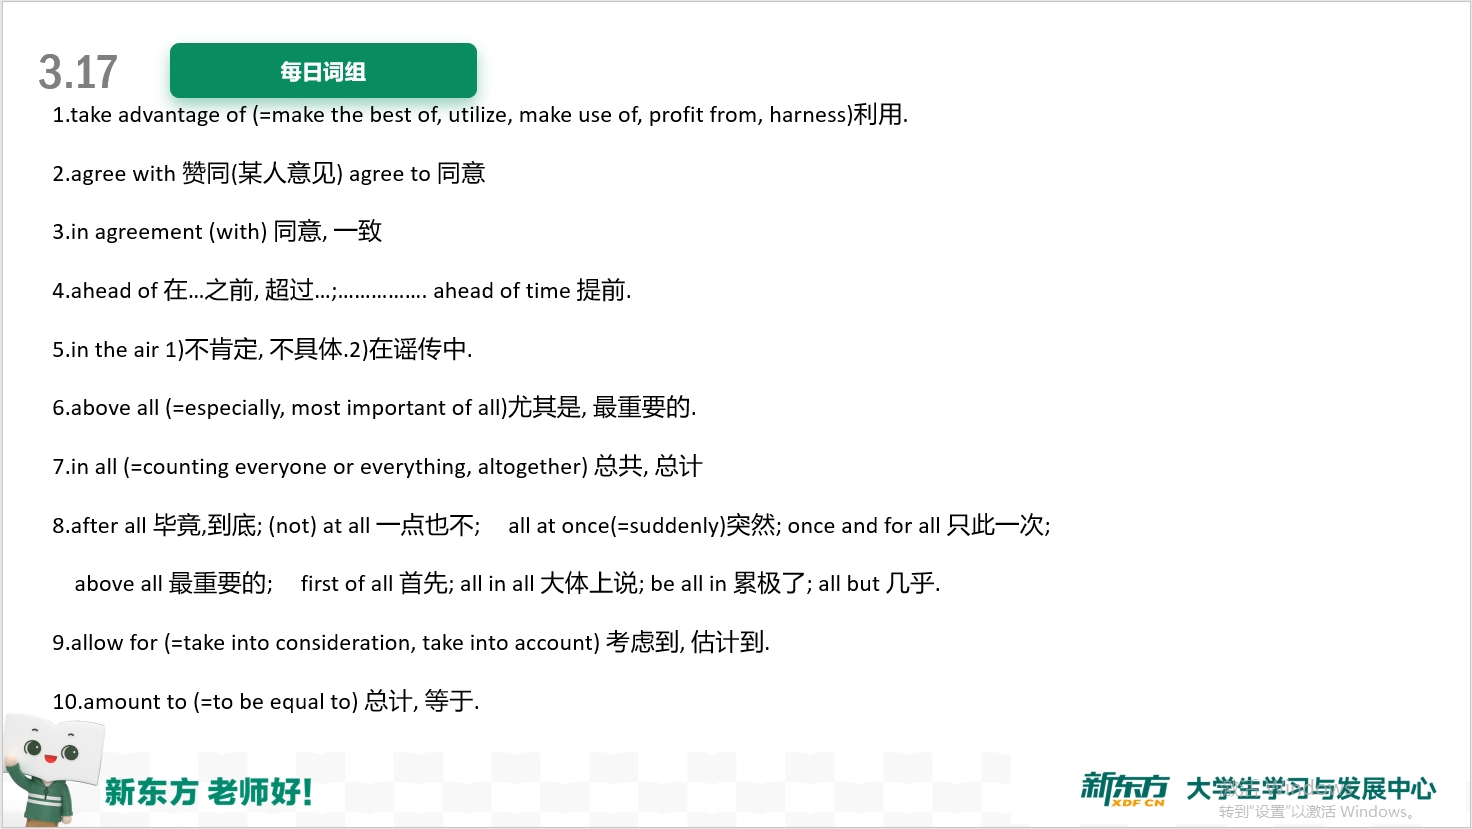 3.17
每日词组
1.take advantage of (=make the best of, utilize, make use of, profit from, harness)利用.
2.agree with 赞同(某人意见) agree to 同意
3.in agreement (with) 同意, 一致
4.ahead of 在...之前, 超过...;................ ahead of time 提前.
5.in the air 1)不肯定, 不具体.2)在谣传中.
6.above all (=especially, most important of all)尤其是, 最重要的.
7.in all (=counting everyone or everything, altogether) 总共, 总计
8.after all 毕竟,到底; (not) at all 一点也不; all at once(=suddenly)突然; once and for all 只此一次;
above all 最重要的; first of all 首先; all in all 大体上说; be all in 累极了; all but 几乎.
9.allow for (=take into consideration, take into account) 考虑到, 估计到.
10.amount to (=to be equal to) 总计, 等于.
新东方 老师好!
新东方 XDF.CN 大学生学习与发展中心
激活 Windows
转到“设置”以激活 Windows。